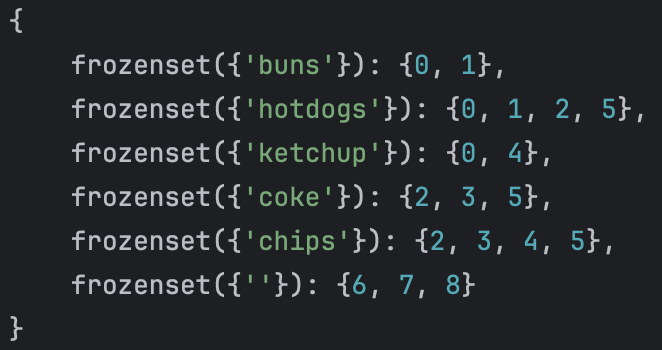 {
    frozenset({'buns'}): {0, 1},
    frozenset({'hotdogs'}): {0, 1, 2, 5},
    frozenset({'ketchup'}): {0, 4},
    frozenset({'coke'}): {2, 3, 5},
    frozenset({'chips'}): {2, 3, 4, 5},
    frozenset({''}): {6, 7, 8}
}